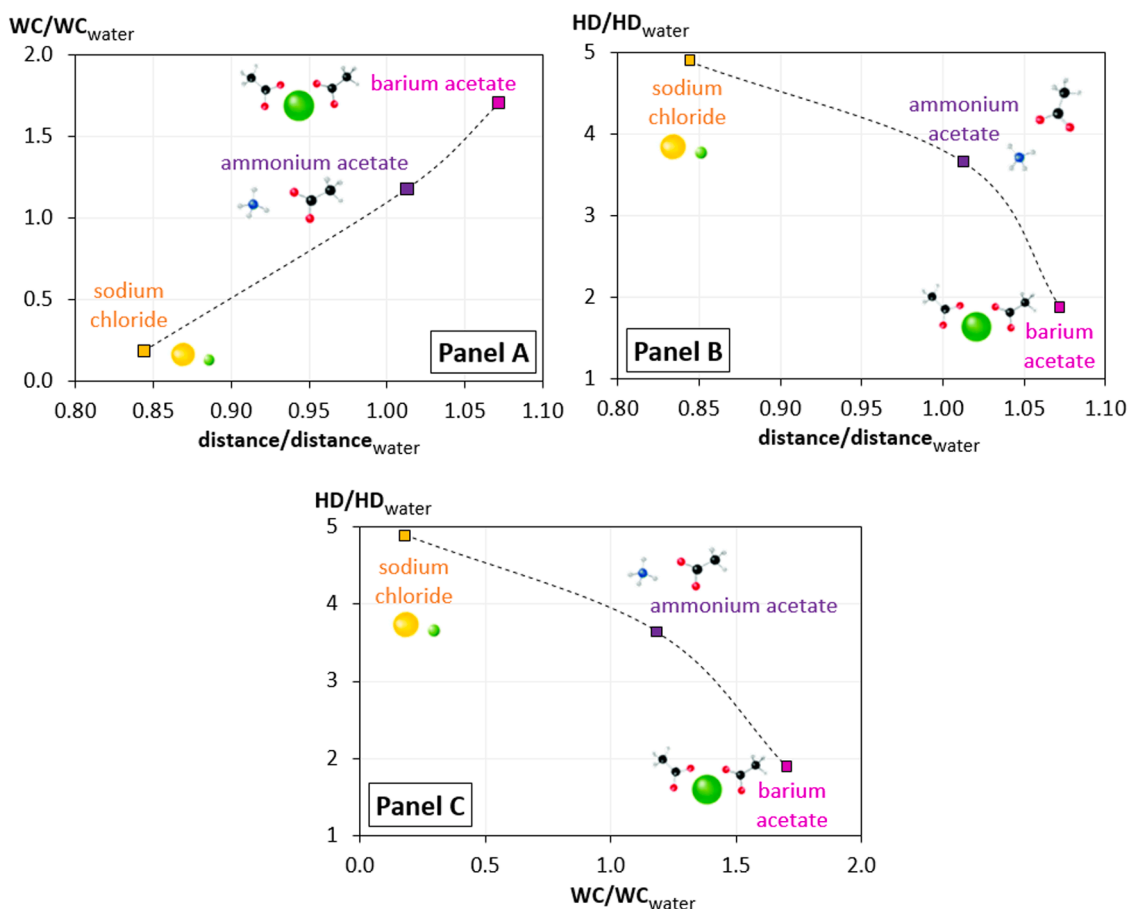 WC/WCwater
2.0
1.5
1.0
0.5
0.0
barium acetate
ammonium acetate
sodium
chloride
Panel A
0.80 0.85 0.90 0.95 1.00 1.05 1.10
distance/distancewater
HD/HDwater
5
4
3
2
1
sodium
chloride
ammonium
acetate
barium
acetate
Panel B
0.80 0.85 0.90 0.95 1.00 1.05 1.10
distance/distancewater
HD/HDwater
5
4
3
2
1
sodium
chloride
ammonium acetate
barium
acetate
Panel C
0.0 0.5 1.0 1.5 2.0
WC/WCwater